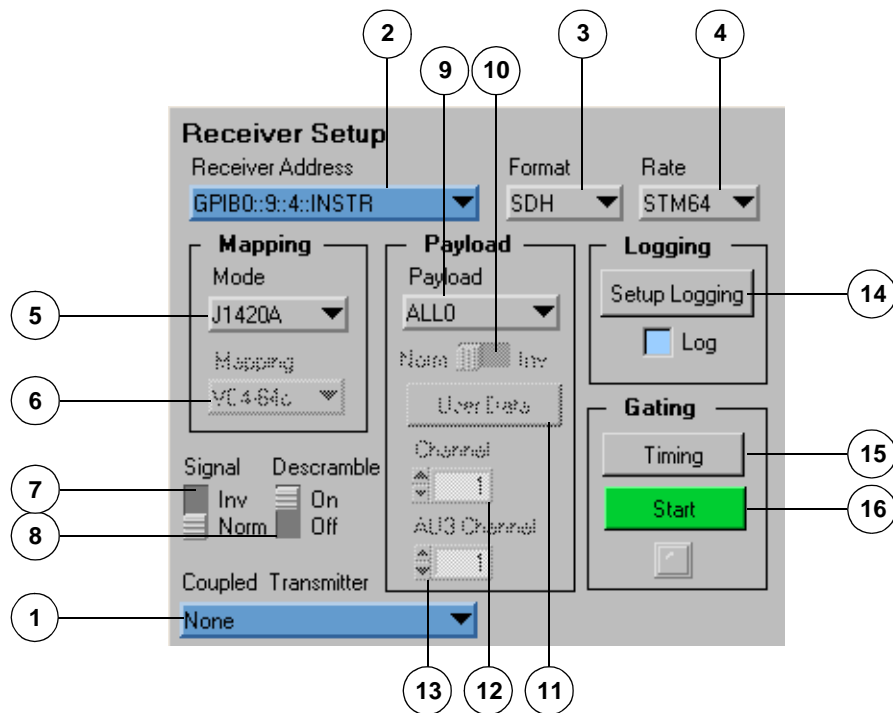 2
3
4
9
10
Receiver Setup
Receiver Address
Format
Rate
GPIB0::9::4::INSTR
SDH
STM64
Mapping
Mode
J1420A
Mapping
VC4-64c
Payload
Payload
ALL0
Norm
Inv
User Data
Channel
1
AU3 Channel
1
Logging
Setup Logging
Log
Gating
Timing
Start
Signal
Inv
Norm
Descramble
On
Off
Coupled Transmitter
None
5
6
7
8
1
14
15
16
13
12
11